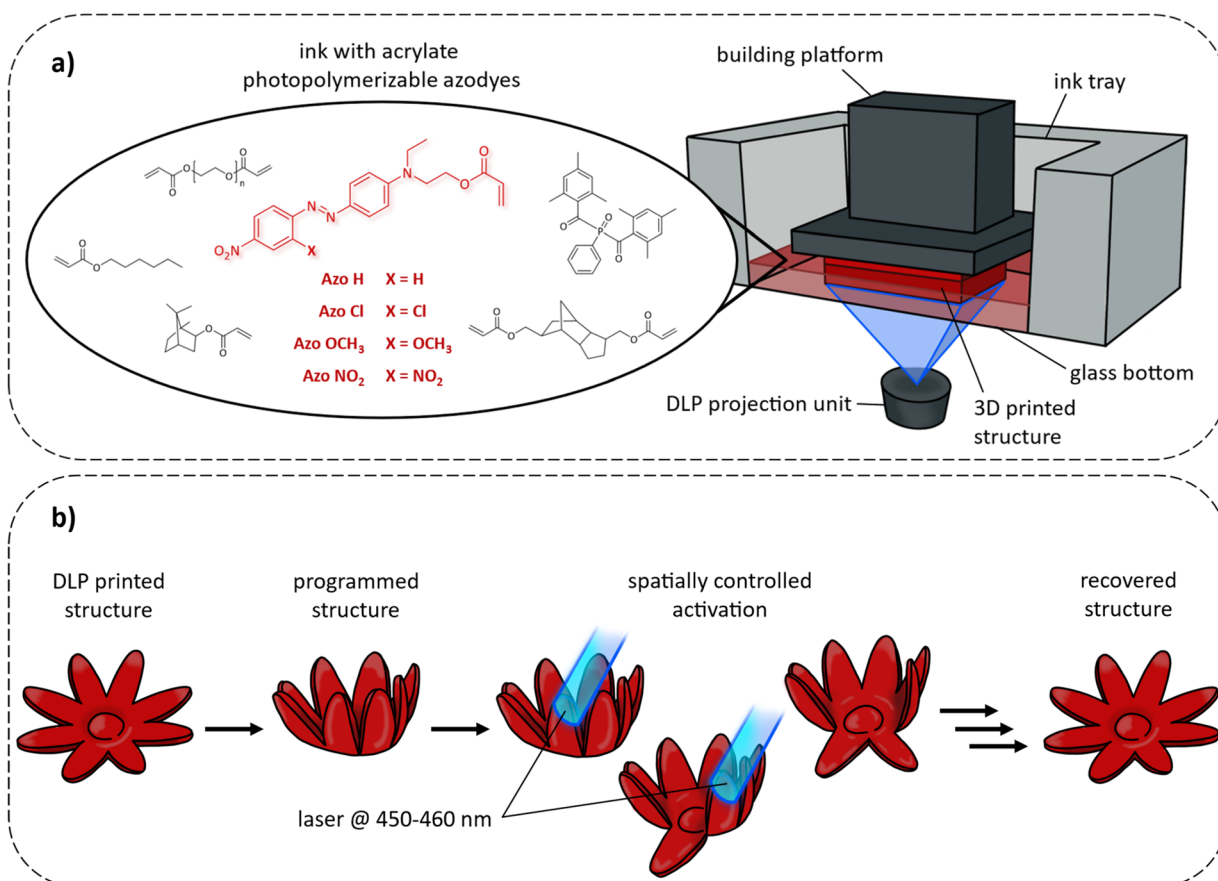 a)
ink with acrylate
photopolymerizable azodyes
building platform
ink tray
O
O
O
O
n
O
O
N
N
N
O
O
O₂N
X
Azo H X = H
Azo Cl X = Cl
Azo OCH₃ X = OCH₃
Azo NO₂ X = NO₂
O
O
P
O
O
O
O
O
O
O
glass bottom
DLP projection unit
3D printed
structure
b)
DLP printed
structure
programmed
structure
spatially controlled
activation
recovered
structure
laser @ 450-460 nm